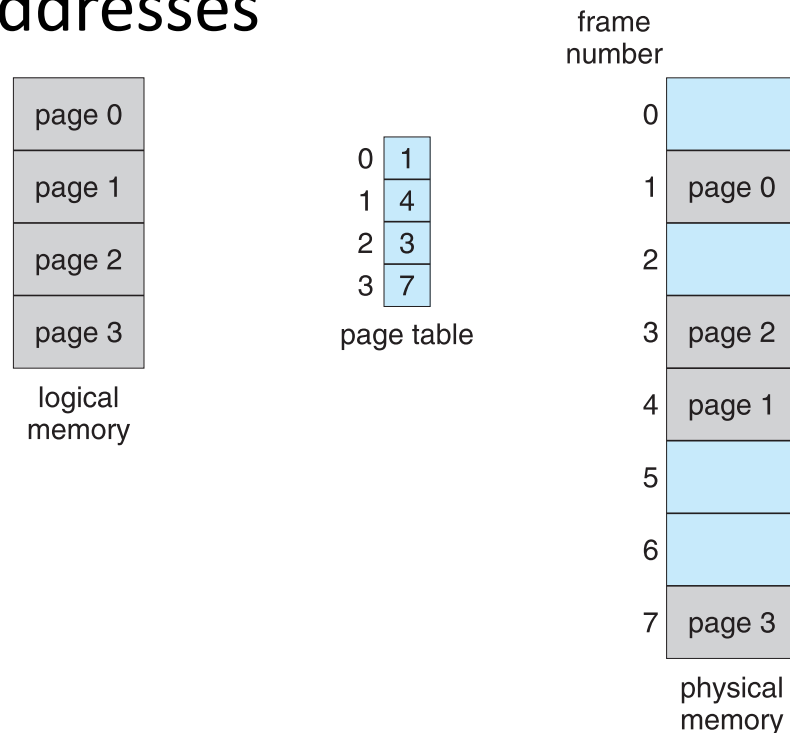 ddresses
frame
number
page 0
page 1
page 2
page 3
logical
memory
0 1
1 4
2 3
3 7
page table
0
1 page 0
2
3 page 2
4 page 1
5
6
7 page 3
physical
memory